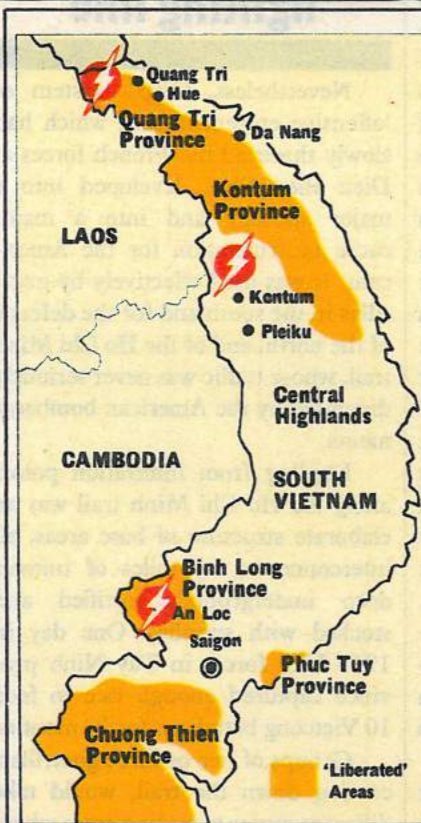 Quang Tri
Hue
Quang Tri
Province
Da Nang
Kontum
Province
LAOS
Kontum
Pleiku
Central
Highlands
CAMBODIA
SOUTH
VIETNAM
Binh Long
Province
An Loc
Saigon
Phuc Tuy
Province
Chuong Thien
Province
'Liberated'
Areas